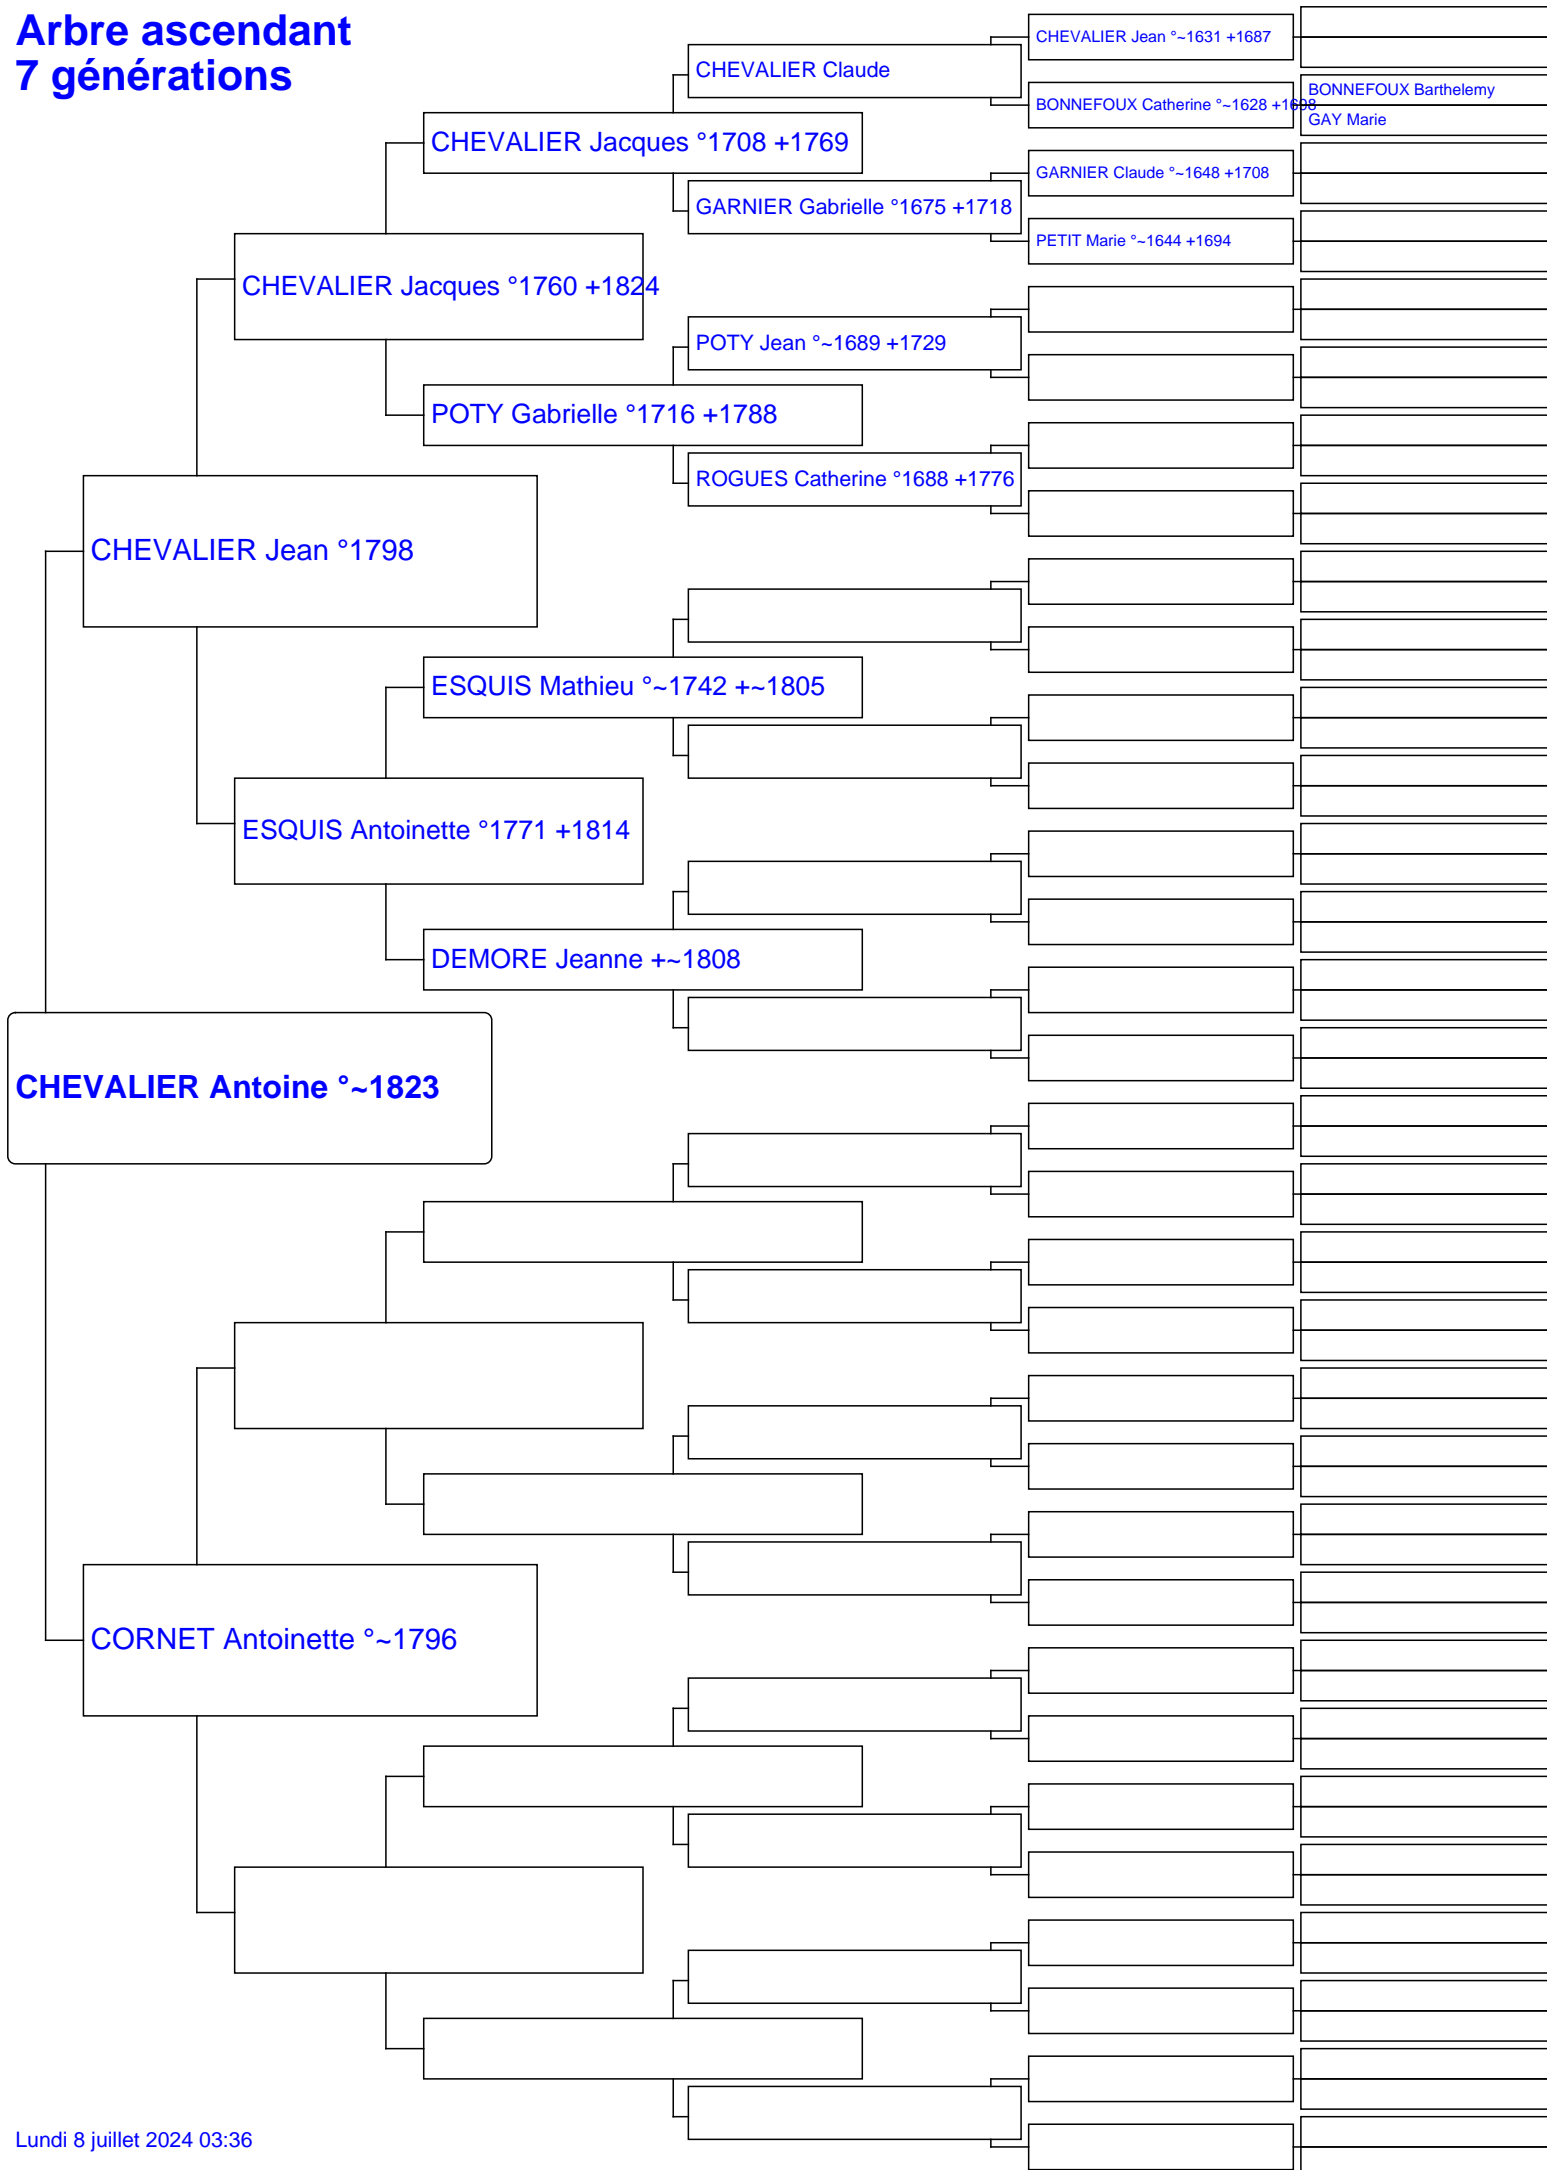 Arbre ascendant
7 générations
CHEVALIER Jean °~1631 +1687
CHEVALIER Claude
BONNEFOUX Barthelemy
BONNEFOUX Catherine °~1628 +1698
GAY Marie
CHEVALIER Jacques °1708 +1769
GARNIER Claude °~1648 +1708
GARNIER Gabrielle °1675 +1718
PETIT Marie °~1644 +1694
CHEVALIER Jacques °1760 +1824
POTY Jean °~1689 +1729
POTY Gabrielle °1716 +1788
ROGUES Catherine °1688 +1776
CHEVALIER Jean °1798
ESQUIS Mathieu °~1742 +~1805
ESQUIS Antoinette °1771 +1814
DEMORE Jeanne +~1808
CHEVALIER Antoine °~1823
CORNET Antoinette °~1796
Lundi 8 juillet 2024 03:36